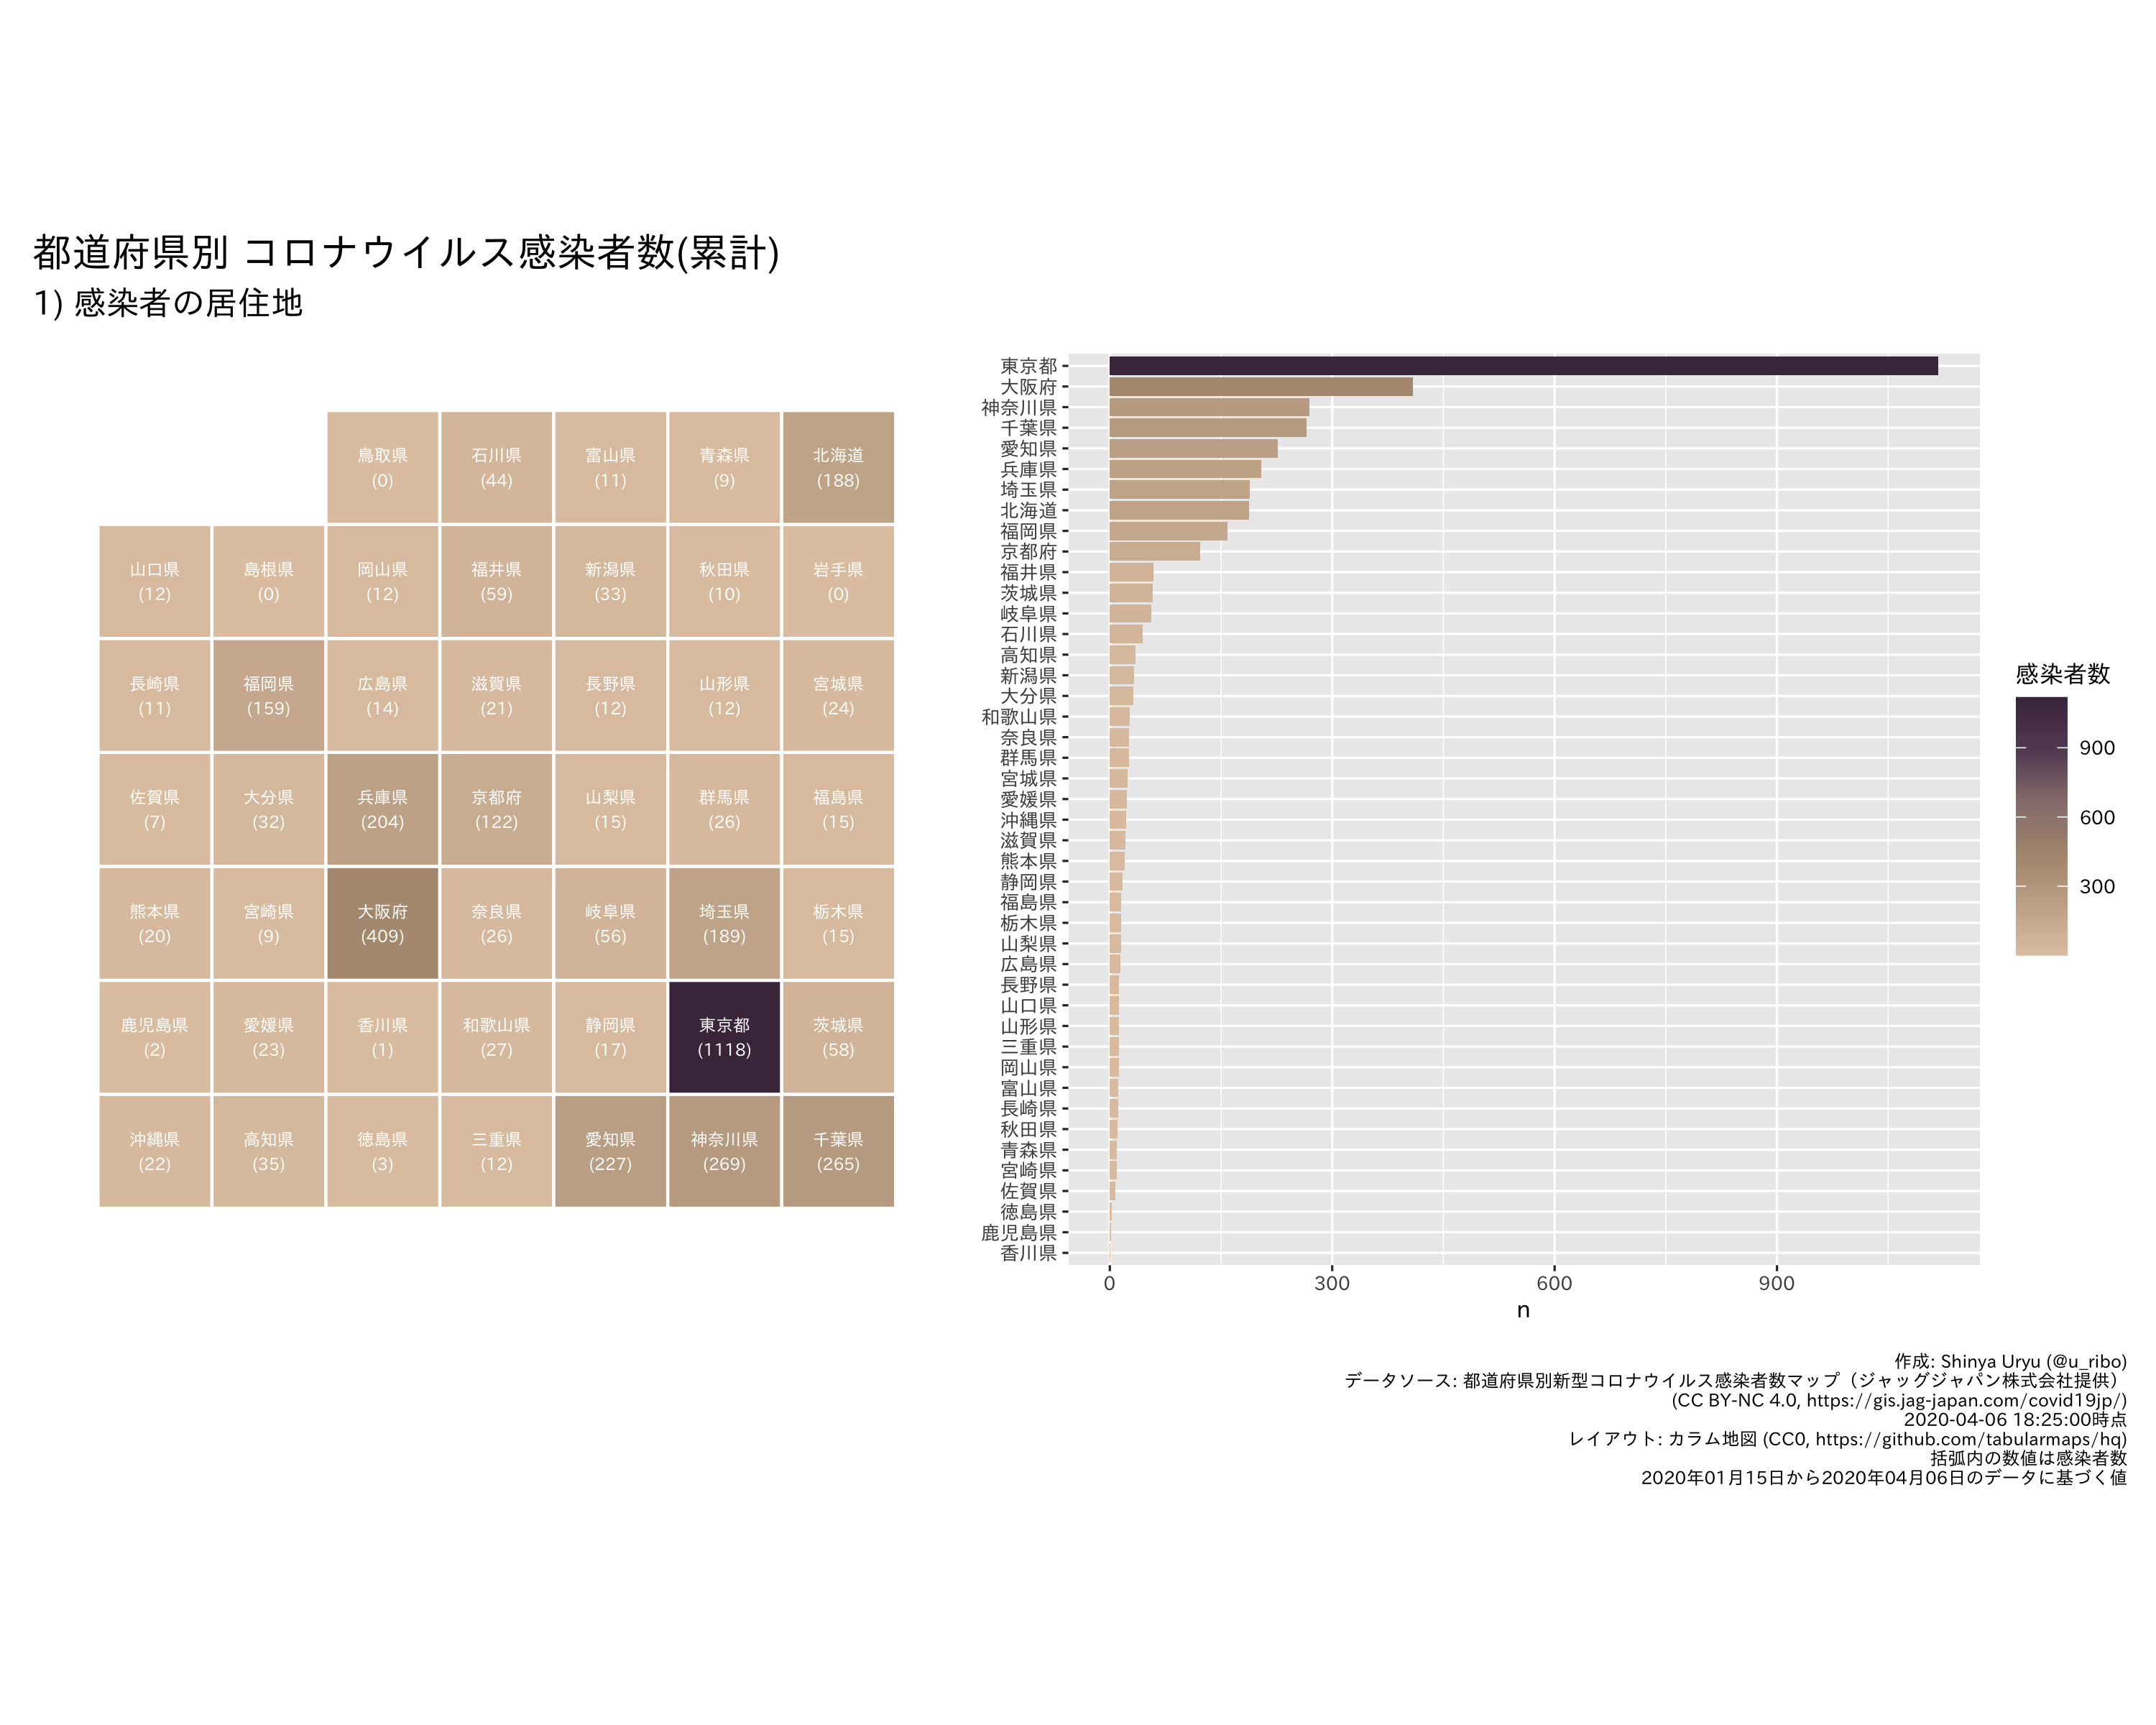 都道府県別 コロナウイルス感染者数(累計)
1) 感染者の居住地
鳥取県
(0)
石川県
(44)
富山県
(11)
青森県
(9)
北海道
(188)
山口県
(12)
島根県
(0)
岡山県
(12)
福井県
(59)
新潟県
(33)
秋田県
(10)
岩手県
(0)
長崎県
(11)
福岡県
(159)
広島県
(14)
滋賀県
(21)
長野県
(12)
山形県
(12)
宮城県
(24)
佐賀県
(7)
大分県
(32)
兵庫県
(204)
京都府
(122)
山梨県
(15)
群馬県
(26)
福島県
(15)
熊本県
(20)
宮崎県
(9)
大阪府
(409)
奈良県
(26)
岐阜県
(56)
埼玉県
(189)
栃木県
(15)
鹿児島県
(2)
愛媛県
(23)
香川県
(1)
和歌山県
(27)
静岡県
(17)
東京都
(1118)
茨城県
(58)
沖縄県
(22)
高知県
(35)
徳島県
(3)
三重県
(12)
愛知県
(227)
神奈川県
(269)
千葉県
(265)
東京都
大阪府
神奈川県
千葉県
愛知県
兵庫県
埼玉県
北海道
福岡県
京都府
福井県
茨城県
岐阜県
石川県
高知県
新潟県
大分県
和歌山県
奈良県
群馬県
宮城県
愛媛県
沖縄県
滋賀県
熊本県
静岡県
福島県
栃木県
山梨県
広島県
長野県
山口県
山形県
三重県
岡山県
富山県
長崎県
秋田県
青森県
宮崎県
佐賀県
徳島県
鹿児島県
香川県
0 300 600 900
n
感染者数
900
600
300
作成: Shinya Uryu (@u_ribo)
データソース: 都道府県別新型コロナウイルス感染者数マップ（ジャッグジャパン株式会社提供）
(CC BY-NC 4.0, https://gis.jag-japan.com/covid19jp/)
2020-04-06 18:25:00時点
レイアウト: カラム地図 (CC0, https://github.com/tabularmaps/hq)
括弧内の数値は感染者数
2020年01月15日から2020年04月06日のデータに基づく値